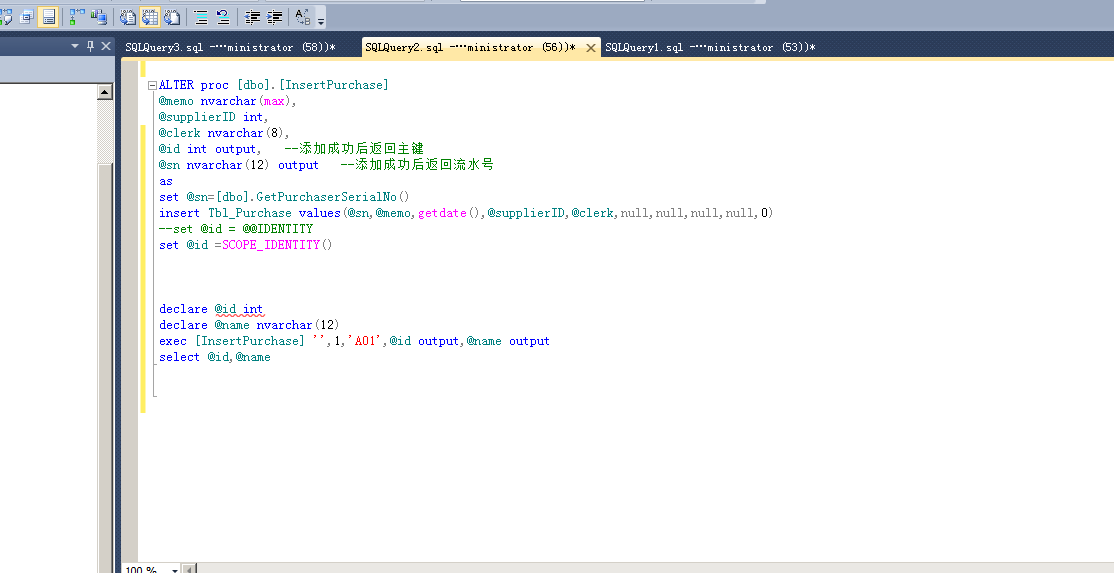 SQLQuery3.sql -...ministrator (58))*
SQLQuery2.sql -...ministrator (56))*
SQLQuery1.sql -...ministrator (53))*
ALTER proc [dbo].[InsertPurchase]
@memo nvarchar(max),
@supplierID int,
@clerk nvarchar(8),
@id int output,   --添加成功后返回主键
@sn nvarchar(12) output   --添加成功后返回流水号
as
set @sn=[dbo].GetPurchaserSerialNo()
insert Tbl_Purchase values(@sn,@memo,getdate(),@supplierID,@clerk,null,null,null,null,0)
--set @id = @@IDENTITY
set @id =SCOPE_IDENTITY()
declare @id int
declare @name nvarchar(12)
exec [InsertPurchase] '',1,'A01',@id output,@name output
select @id,@name
100 %